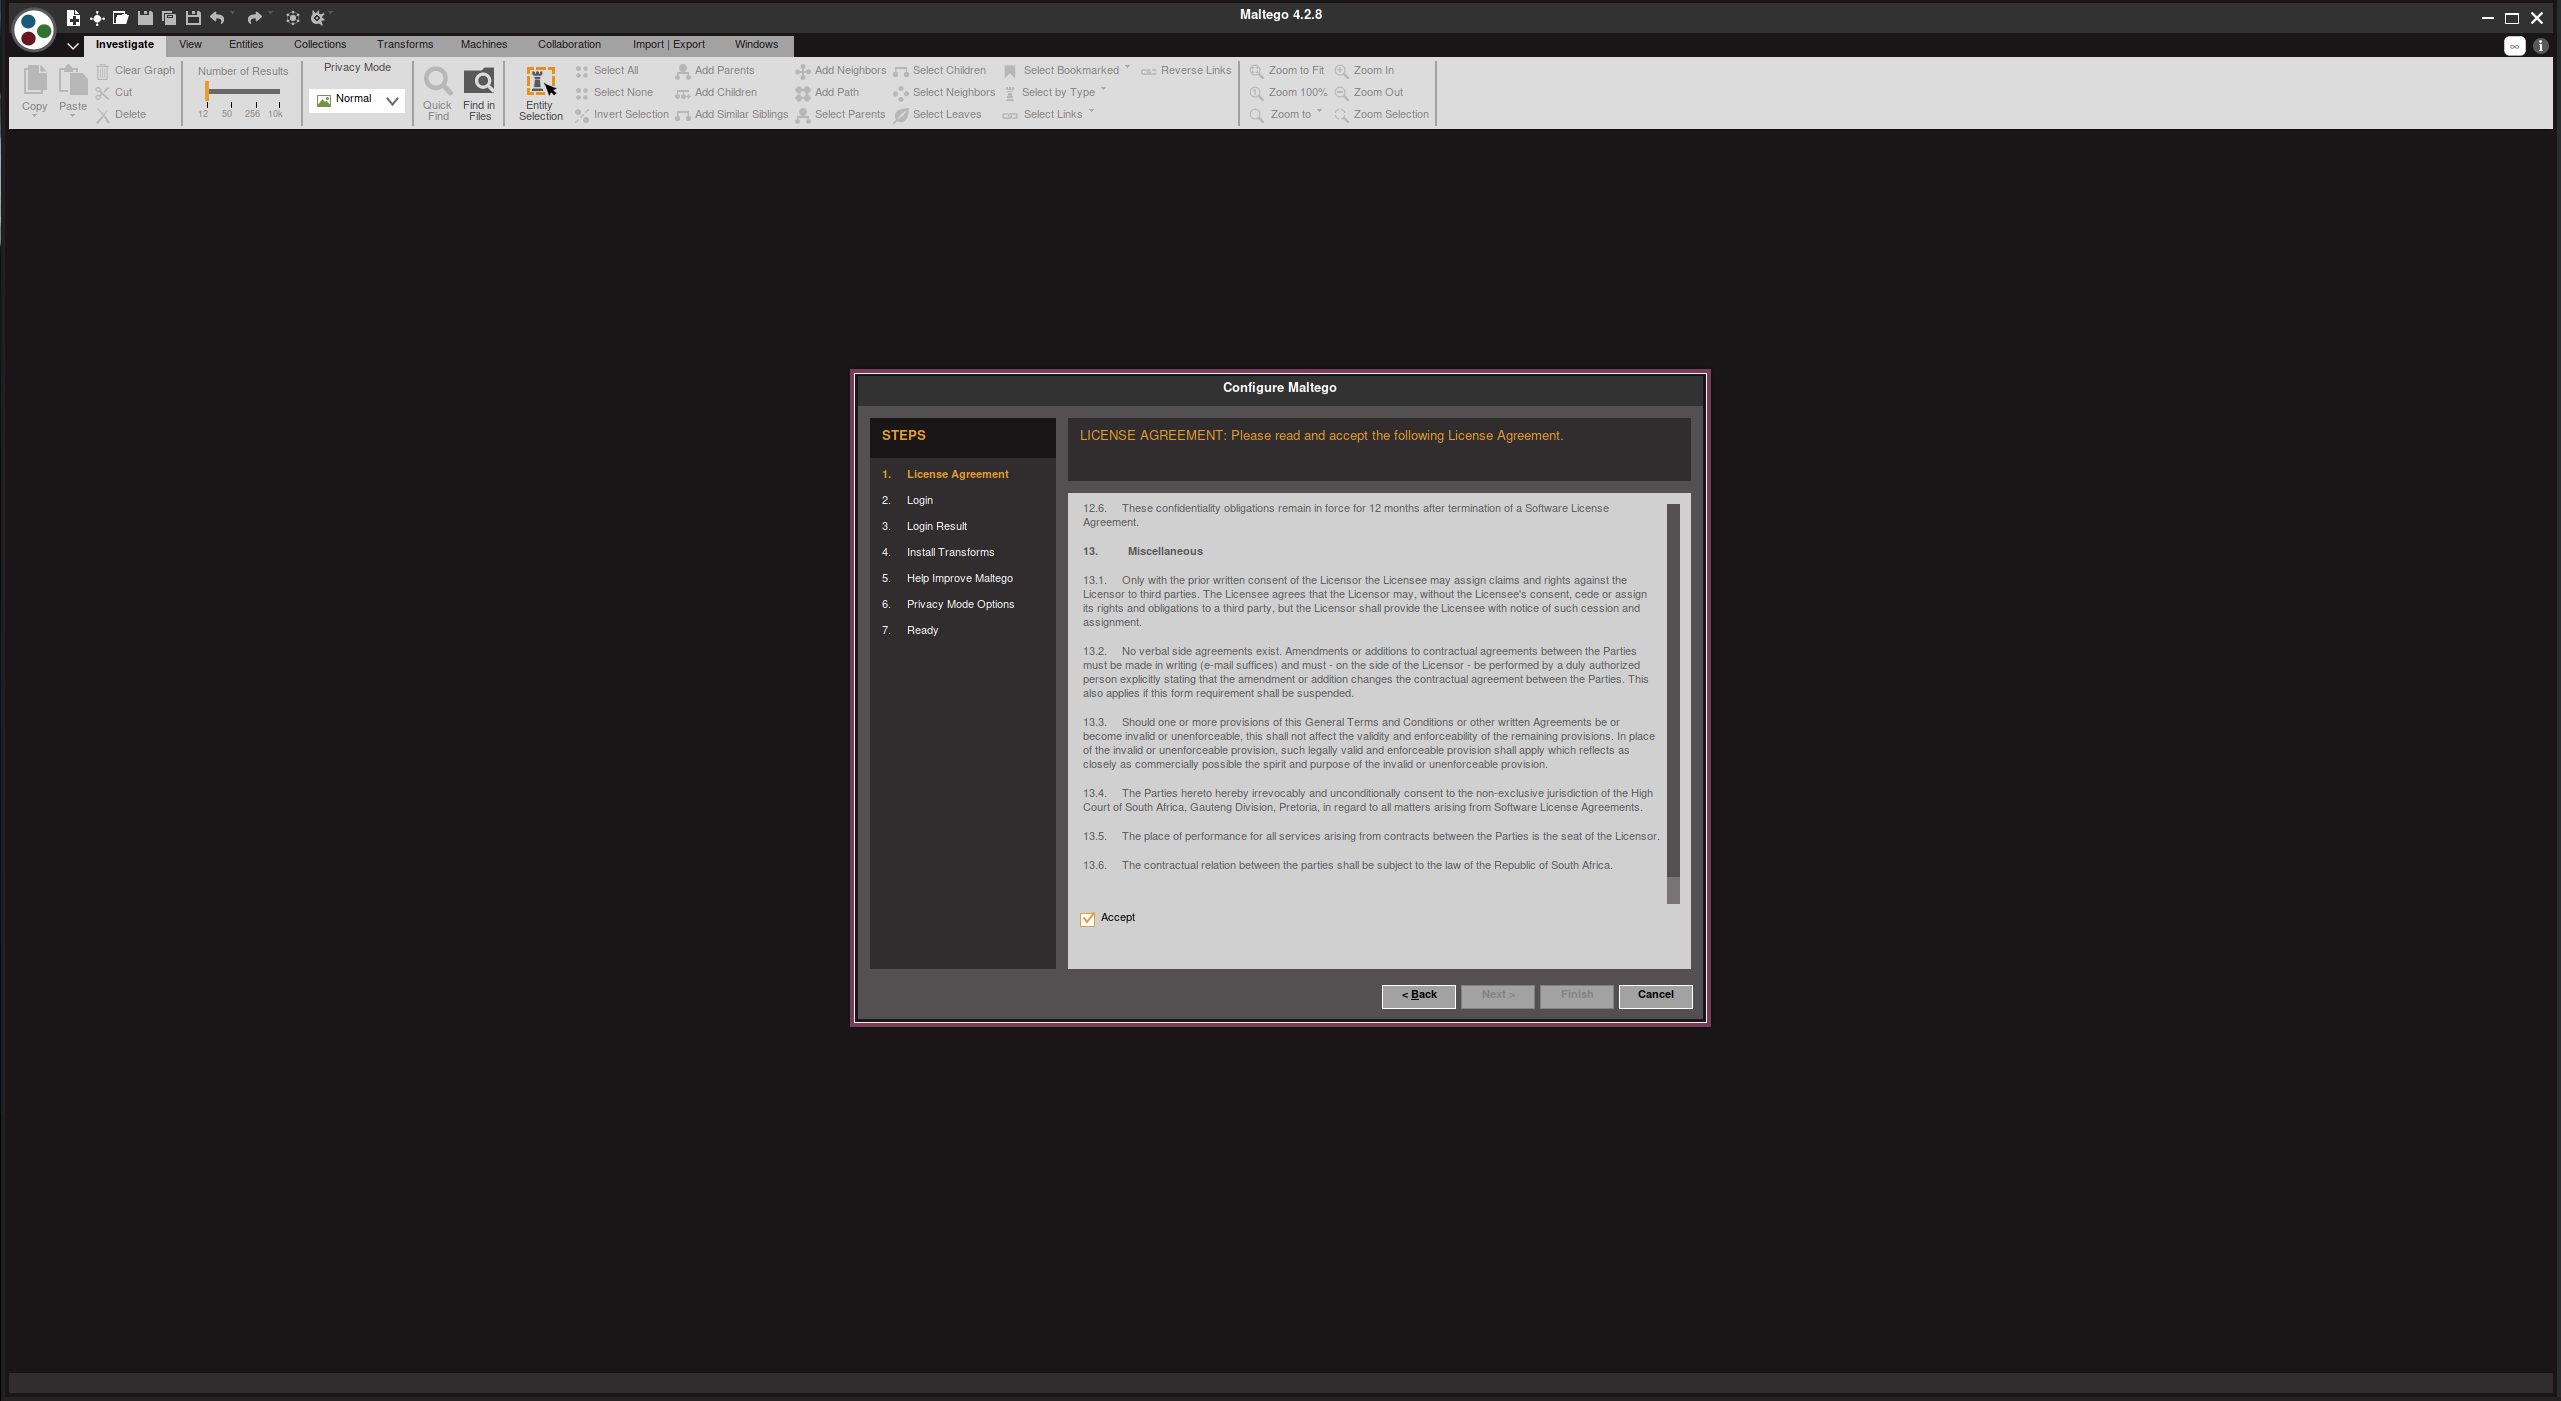 Maltego 4.2.8
Investigate View Entities Collections Transforms Machines Collaboration Import | Export Windows
Copy
Paste
Clear Graph
Cut
Delete
Number of Results
12 50 256 10k
Privacy Mode
Normal
Quick
Find
Find in
Files
Entity
Selection
Select All
Select None
Invert Selection
Add Parents
Add Children
Add Similar Siblings
Add Neighbors
Add Path
Select Parents
Select Children
Select Neighbors
Select Leaves
Select Bookmarked
Select by Type
Select Links
Reverse Links
Zoom to Fit
Zoom 100%
Zoom to
Zoom In
Zoom Out
Zoom Selection
Configure Maltego
STEPS
1. License Agreement
2. Login
3. Login Result
4. Install Transforms
5. Help Improve Maltego
6. Privacy Mode Options
7. Ready
LICENSE AGREEMENT: Please read and accept the following License Agreement.
12.6. These confidentiality obligations remain in force for 12 months after termination of a Software License
Agreement.
13. Miscellaneous
13.1. Only with the prior written consent of the Licensor the Licensee may assign claims and rights against the
Licensor to third parties. The Licensee agrees that the Licensor may, without the Licensee's consent, cede or assign
its rights and obligations to a third party, but the Licensor shall provide the Licensee with notice of such cession and
assignment.
13.2. No verbal side agreements exist. Amendments or additions to contractual agreements between the Parties
must be made in writing (e-mail suffices) and must - on the side of the Licensor - be performed by a duly authorized
person explicitly stating that the amendment or addition changes the contractual agreement between the Parties. This
also applies if this form requirement shall be suspended.
13.3. Should one or more provisions of this General Terms and Conditions or other written Agreements be or
become invalid or unenforceable, this shall not affect the validity and enforceability of the remaining provisions. In place
of the invalid or unenforceable provision, such legally valid and enforceable provision shall apply which reflects as
closely as commercially possible the spirit and purpose of the invalid or unenforceable provision.
13.4. The Parties hereto hereby irrevocably and unconditionally consent to the non-exclusive jurisdiction of the High
Court of South Africa, Gauteng Division, Pretoria, in regard to all matters arising from Software License Agreements.
13.5. The place of performance for all services arising from contracts between the Parties is the seat of the Licensor.
13.6. The contractual relation between the parties shall be subject to the law of the Republic of South Africa.
Accept
< Back Next > Finish Cancel